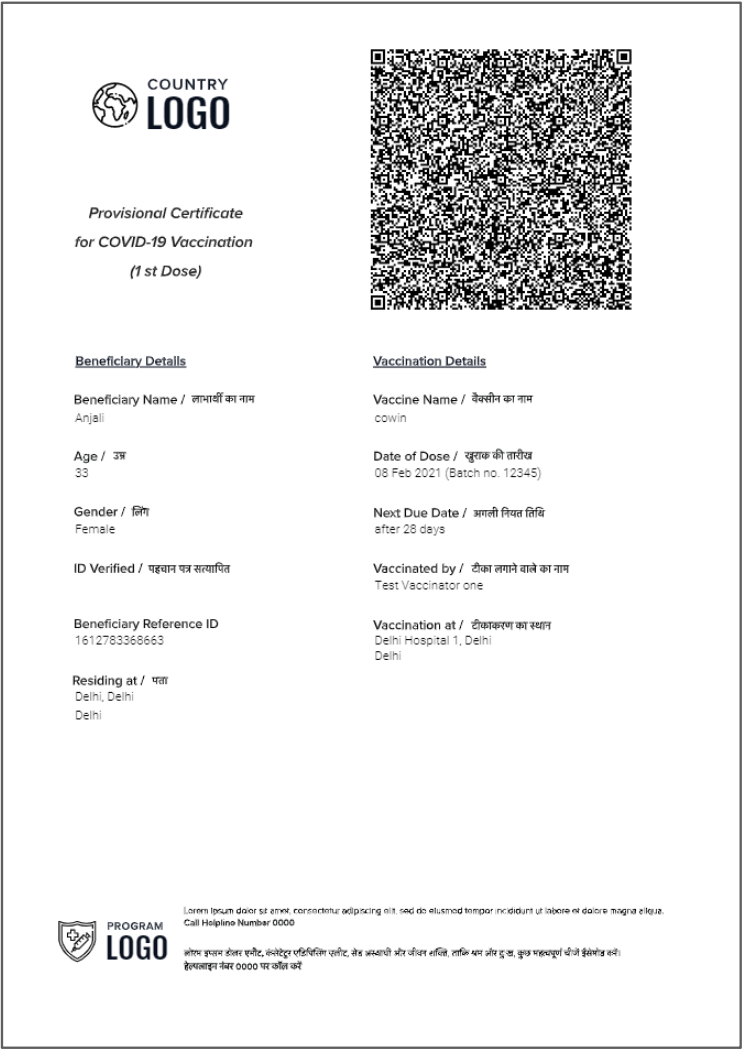 COUNTRY
LOGO
Provisional Certificate
for COVID-19 Vaccination
(1 st Dose)
Beneficiary Details
Beneficiary Name / लाभार्थी का नाम
Anjali
Age / उम्र
33
Gender / लिंग
Female
ID Verified / पहचान पत्र सत्यापित
Beneficiary Reference ID
1612783368663
Residing at / पता
Delhi, Delhi
Delhi
Vaccination Details
Vaccine Name / वैक्सीन का नाम
cowin
Date of Dose / खुराक की तारीख
08 Feb 2021 (Batch no. 12345)
Next Due Date / अगली नियत तिथि
after 28 days
Vaccinated by / टीका लगाने वाले का नाम
Test Vaccinator one
Vaccination at / टीकाकरण का स्थान
Delhi Hospital 1, Delhi
Delhi
PROGRAM
LOGO
Lorem ipsum dolor sit amet, consectetur adipiscing elit, sed do eiusmod tempor incididunt ut labore et dolore magna aliqua.
Call Helpline Number 0000
लोरम इप्सम डोलर एमीट, कंसेटेटूर एडिपिसिंग एलीट, सेड अस्थायी और जीवन शक्ति, ताकि श्रम और दुःख, कुछ महत्वपूर्ण चीजें ईसेमोड करें।
हेल्पलाइन नंबर 0000 पर कॉल करें